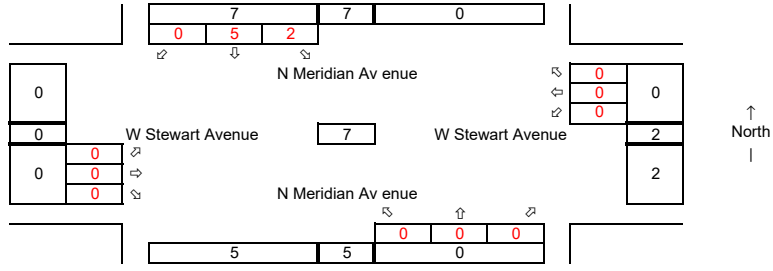 7 7 0
0 5 2
⬃ ⇩ ⬂
N Meridian Av enue
⬁ 0
0 ⇦ 0 0
⬃ 0
↑
0 W Stewart Avenue 7 W Stewart Avenue 2 North
|
0 ⬀
0 0 ⇨ 2
0 ⬂
N Meridian Av enue
⬁ ⇧ ⬀
0 0 0
5 5 0